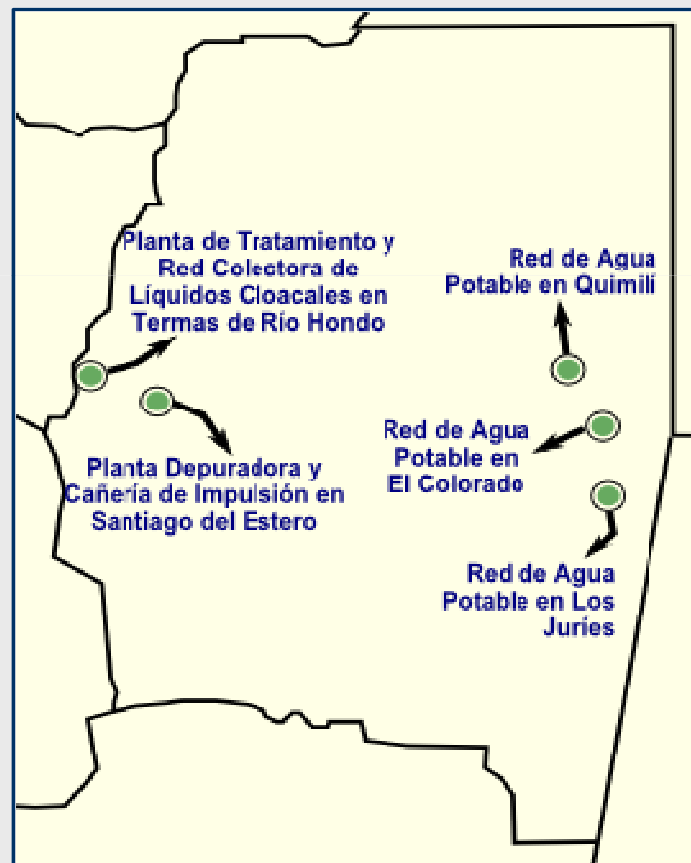 Planta de Tratamiento y
Red Colectora de
Líquidos Cloacales en
Termas de Río Hondo
Red de Agua
Potable en Quimilí
Planta Depuradora y
Cañería de Impulsión en
Santiago del Estero
Red de Agua
Potable en
El Colorado
Red de Agua
Potable en Los
Juríes